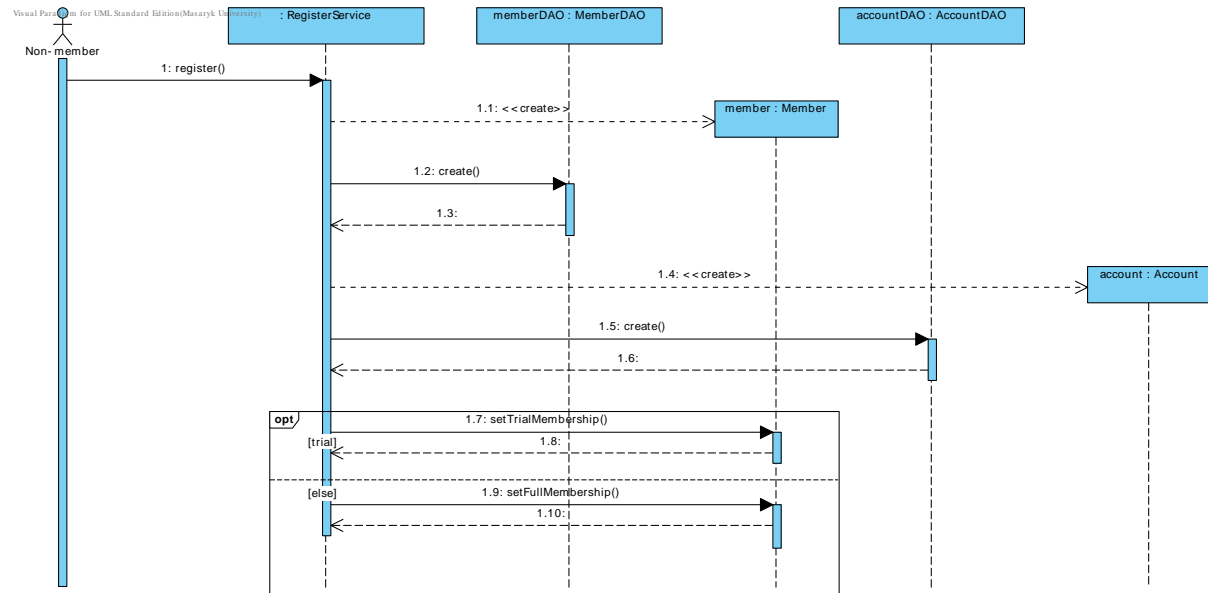 Visual Paradigm for UML Standard Edition(Masaryk University)
: RegisterService
memberDAO : MemberDAO
accountDAO : AccountDAO
Non-member
1: register()
1.1: <<create>>
member : Member
1.2: create()
1.3:
1.4: <<create>>
account : Account
1.5: create()
1.6:
opt
1.7: setTrialMembership()
[trial]
1.8:
[else]
1.9: setFullMembership()
1.10: